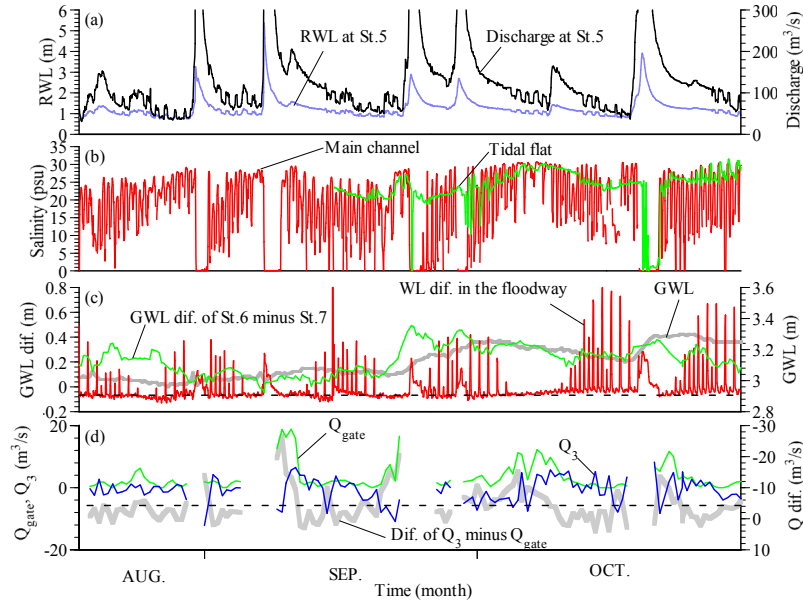 (a)
RWL at St.5
Discharge at St.5
RWL (m)
6
5
4
3
2
1
0
Discharge (m³/s)
300
200
100
0
(b)
Main channel
Tidal flat
Salinity (psu)
35
30
25
20
15
10
5
0
(c)
GWL dif. of St.6 minus St.7
WL dif. in the floodway
GWL
GWL dif. (m)
0.8
0.6
0.4
0.2
0
-0.2
GWL (m)
3.6
3.4
3.2
3
2.8
(d)
Q_gate
Q_3
Dif. of Q_3 minus Q_gate
Q_gate, Q_3 (m³/s)
20
0
-20
Q dif. (m³/s)
-30
-20
-10
0
10
AUG.
SEP.
OCT.
Time (month)